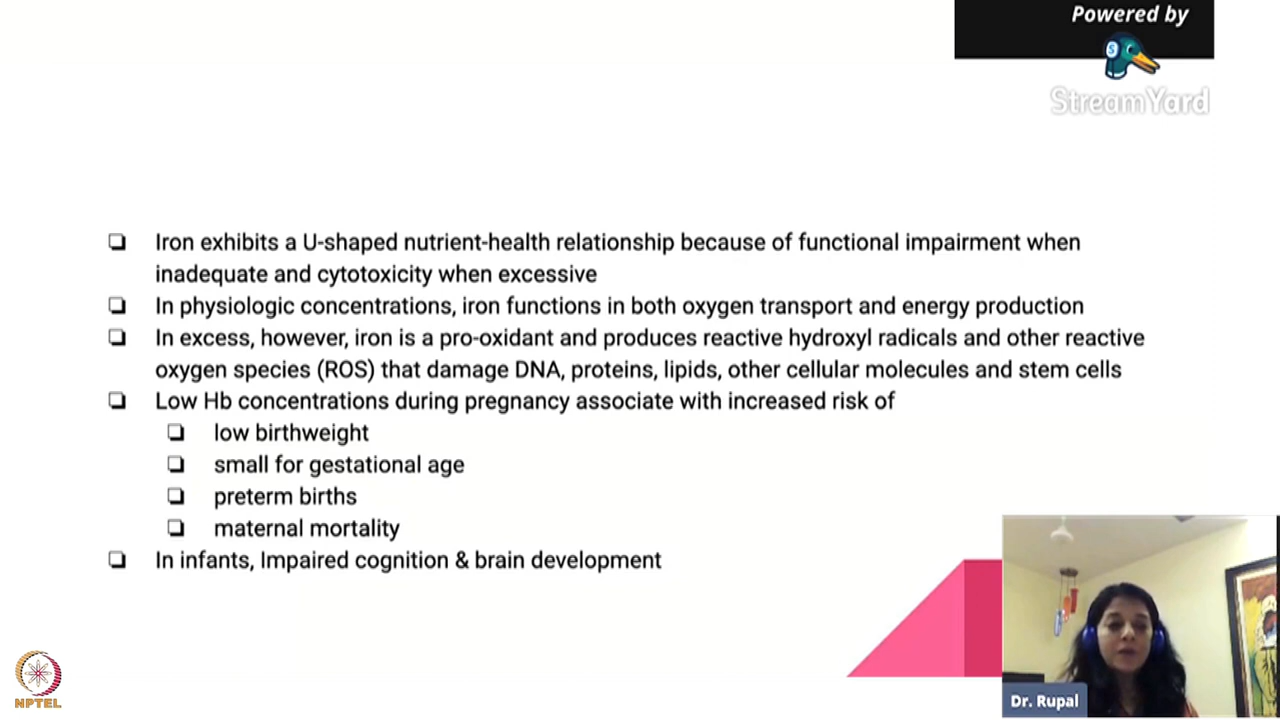 Powered by
StreamYard
❏ Iron exhibits a U-shaped nutrient-health relationship because of functional impairment when
inadequate and cytotoxicity when excessive
❏ In physiologic concentrations, iron functions in both oxygen transport and energy production
❏ In excess, however, iron is a pro-oxidant and produces reactive hydroxyl radicals and other reactive
oxygen species (ROS) that damage DNA, proteins, lipids, other cellular molecules and stem cells
❏ Low Hb concentrations during pregnancy associate with increased risk of
❏ low birthweight
❏ small for gestational age
❏ preterm births
❏ maternal mortality
❏ In infants, Impaired cognition & brain development
Dr. Rupal
NPTEL